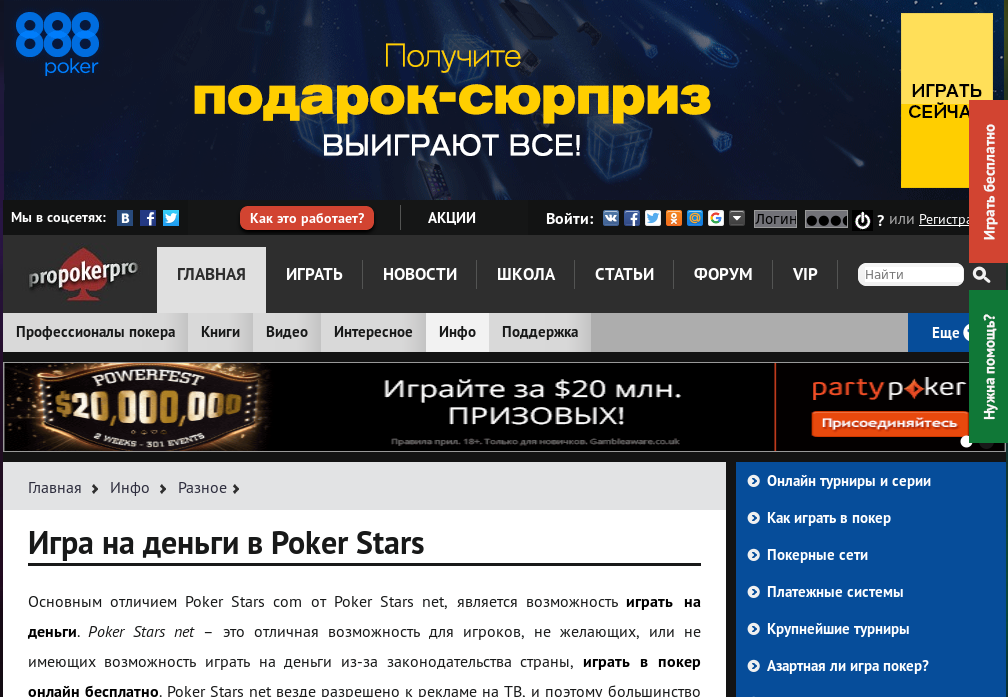 888
poker
Получите
подарок-сюрприз
ВЫИГРАЮТ ВСЕ!
ИГРАТЬ
СЕЙЧА
Играть бесплатно
Мы в соцсетях:
Как это работает?
АКЦИИ
Войти:
Логин
? или Регистра
propokerpro
ГЛАВНАЯ
ИГРАТЬ
НОВОСТИ
ШКОЛА
СТАТЬИ
ФОРУМ
VIP
Найти
Нужна помощь?
Профессионалы покера
Книги
Видео
Интересное
Инфо
Поддержка
Еще
POWERFEST
$20,000,000
2 WEEKS - 301 EVENTS
Играйте за $20 млн.
ПРИЗОВЫХ!
Правила прил. 18+. Только для новичков. Gambleaware.co.uk
partypoker
Присоединяйтесь
Главная
Инфо
Разное
Игра на деньги в Poker Stars
Основным отличием Poker Stars com от Poker Stars net, является возможность играть на
деньги. Poker Stars net – это отличная возможность для игроков, не желающих, или не
имеющих возможность играть на деньги из-за законодательства страны, играть в покер
онлайн бесплатно. Poker Stars net везде разрешено к рекламе на ТВ, и поэтому большинство
Онлайн турниры и серии
Как играть в покер
Покерные сети
Платежные системы
Крупнейшие турниры
Азартная ли игра покер?